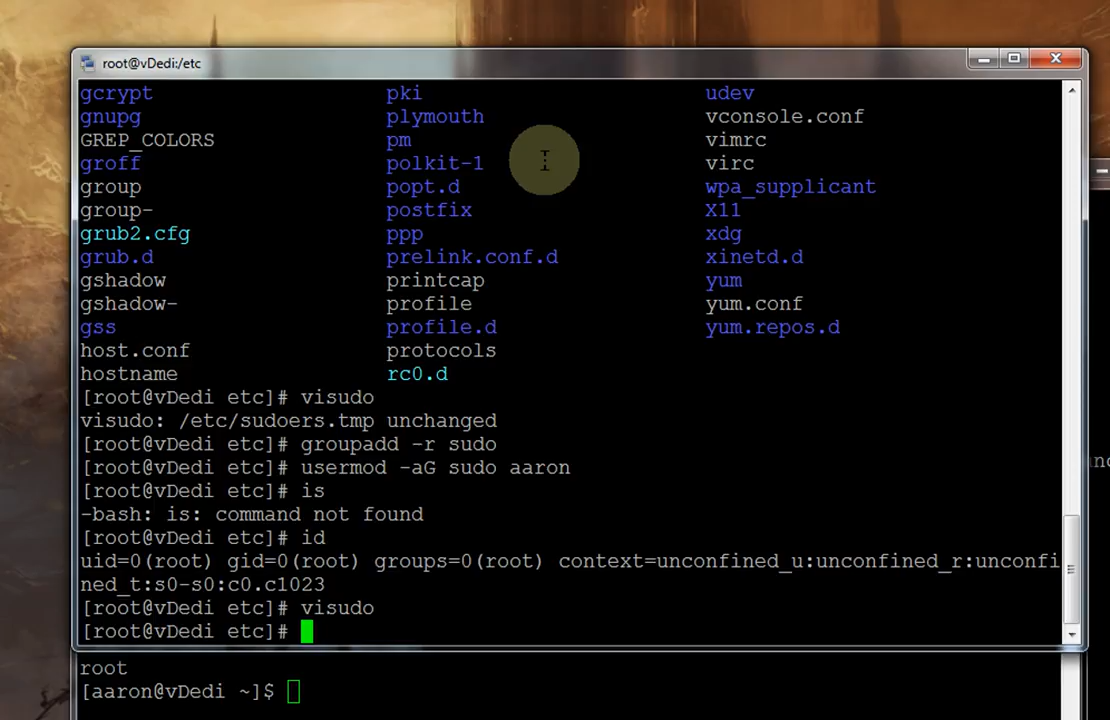 root@vDedi:/etc
gcrypt pki udev
gnupg plymouth vconsole.conf
GREP_COLORS pm vimrc
groff polkit-1 virc
group popt.d wpa_supplicant
group- postfix X11
grub2.cfg ppp xdg
grub.d prelink.conf.d xinetd.d
gshadow printcap yum
gshadow- profile yum.conf
gss profile.d yum.repos.d
host.conf protocols
hostname rc0.d
[root@vDedi etc]# visudo
visudo: /etc/sudoers.tmp unchanged
[root@vDedi etc]# groupadd -r sudo
[root@vDedi etc]# usermod -aG sudo aaron
[root@vDedi etc]# is
-bash: is: command not found
[root@vDedi etc]# id
uid=0(root) gid=0(root) groups=0(root) context=unconfined_u:unconfined_r:unconfi
ned_t:s0-s0:c0.c1023
[root@vDedi etc]# visudo
[root@vDedi etc]#
root
[aaron@vDedi ~]$